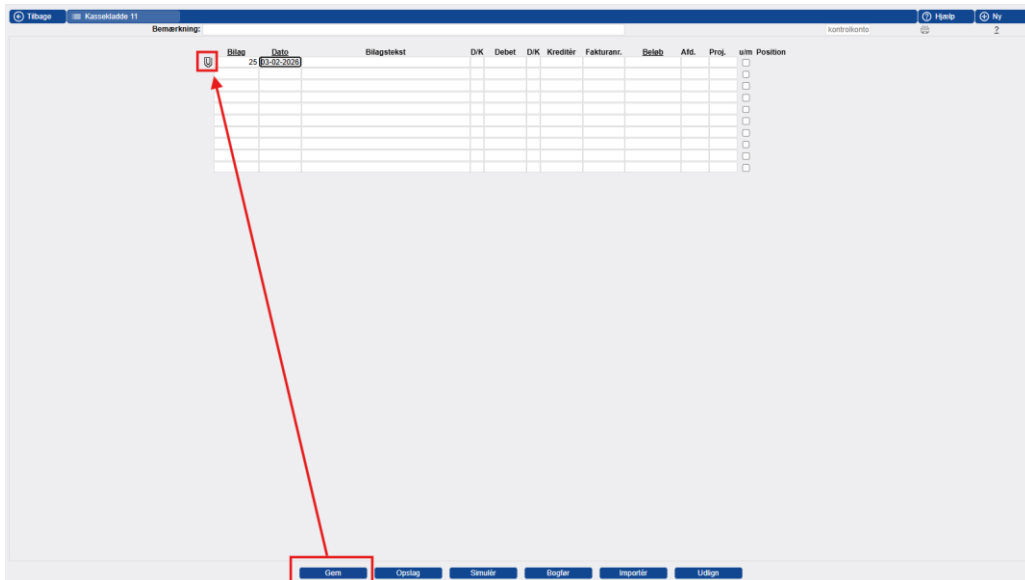 Tilbage Kassekladde 11 Hjælp Ny
Bemærkning: kontrolkonto 2
Bilag Dato Bilagstekst D/K Debet D/K Kreditér Fakturanr. Beløb Afd. Proj. u/m Position
25 03-02-2026
Gem Opslag Simulér Bogfør Importér Udlign